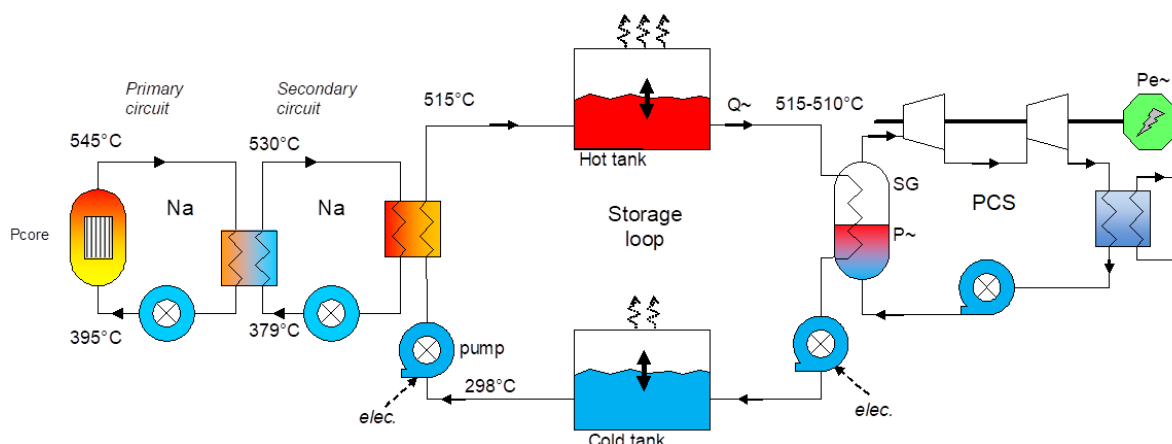 Primary
circuit
Secondary
circuit
545°C
530°C
515°C
Q~
515-510°C
Pe~
Hot tank
Na
Na
SG
Pcore
Storage
loop
P~
PCS
395°C
379°C
pump
298°C
elec.
elec.
Cold tank